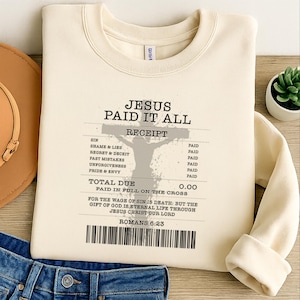 JESUS
PAID IT ALL
RECEIPT
SIN PAID
SHAME & LIES PAID
REGRET & DECEIT PAID
PAST MISTAKES PAID
UNFORGIVENESS PAID
PRIDE & ENVY PAID
TOTAL DUE 0.00
PAID IN FULL ON THE CROSS
FOR THE WAGE OF SIN IS DEATH; BUT THE
GIFT OF GOD IS ETERNAL LIFE THROUGH
JESUS CHRIST OUR LORD
ROMANS 6:23